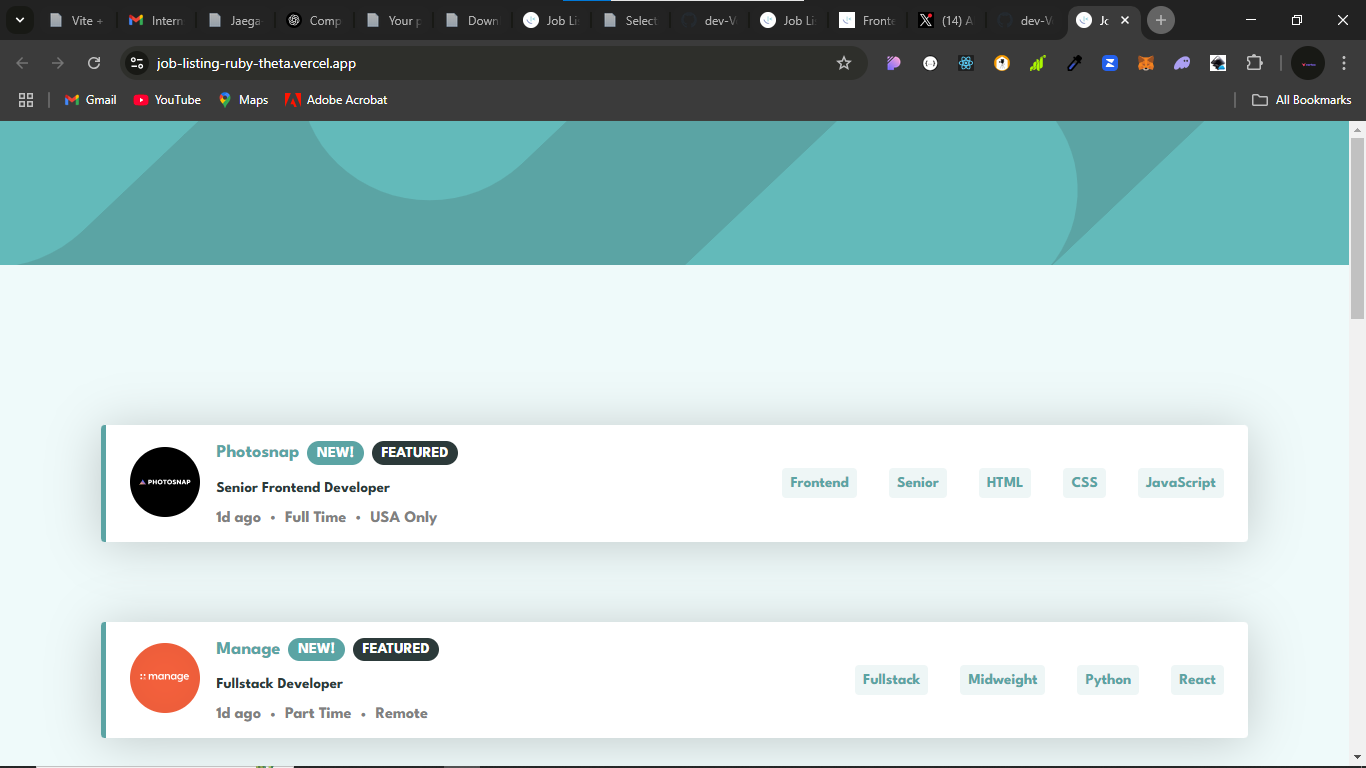 Vite +
Intern
Jaega
Comp
Your p
Down
Job Li
Select
dev-V
Job Li
Fronte
(14) A
dev-V
Jo
job-listing-ruby-theta.vercel.app
Gmail
YouTube
Maps
Adobe Acrobat
All Bookmarks
PHOTOSNAP
Photosnap NEW! FEATURED
Senior Frontend Developer
1d ago • Full Time • USA Only
Frontend Senior HTML CSS JavaScript
manage
Manage NEW! FEATURED
Fullstack Developer
1d ago • Part Time • Remote
Fullstack Midweight Python React